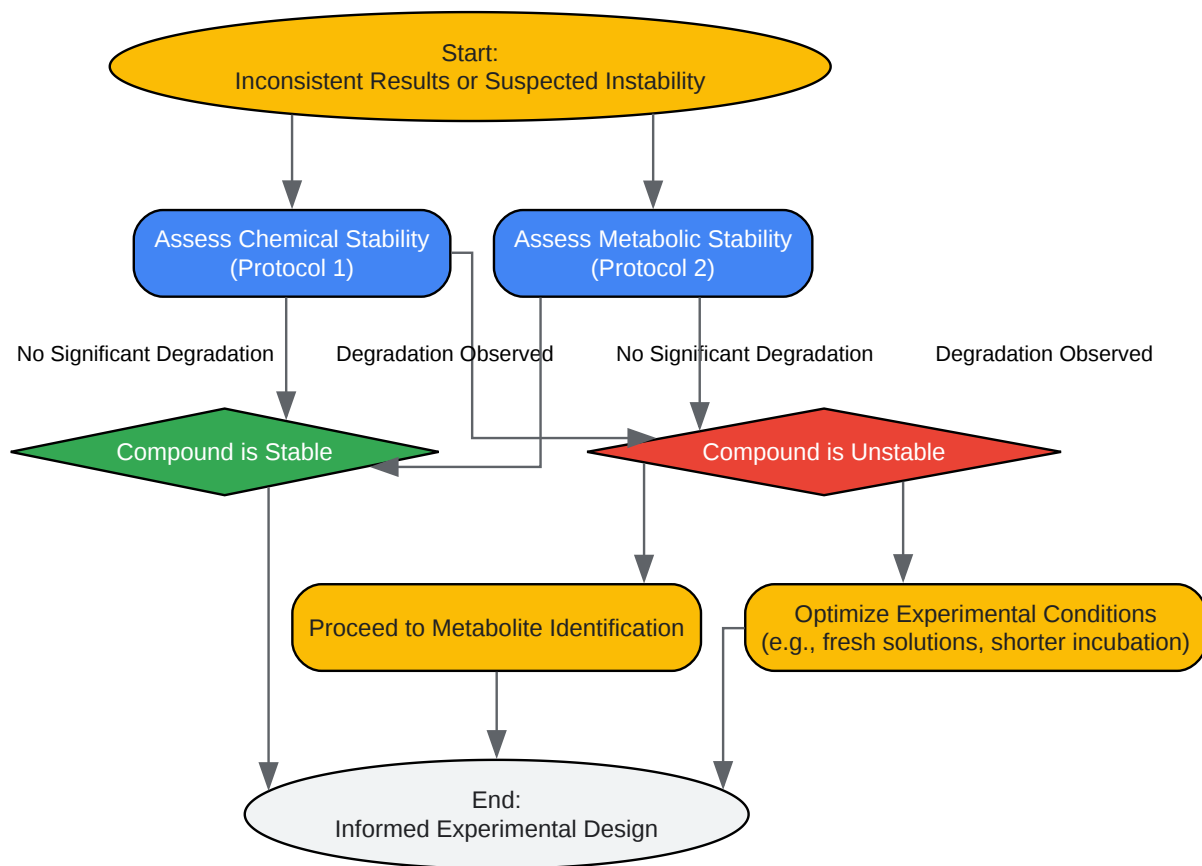 Start:
Inconsistent Results or Suspected Instability
Assess Chemical Stability
(Protocol 1)
Assess Metabolic Stability
(Protocol 2)
No Significant Degradation
Degradation Observed
No Significant Degradation
Degradation Observed
Compound is Stable
Compound is Unstable
Proceed to Metabolite Identification
Optimize Experimental Conditions
(e.g., fresh solutions, shorter incubation)
End:
Informed Experimental Design